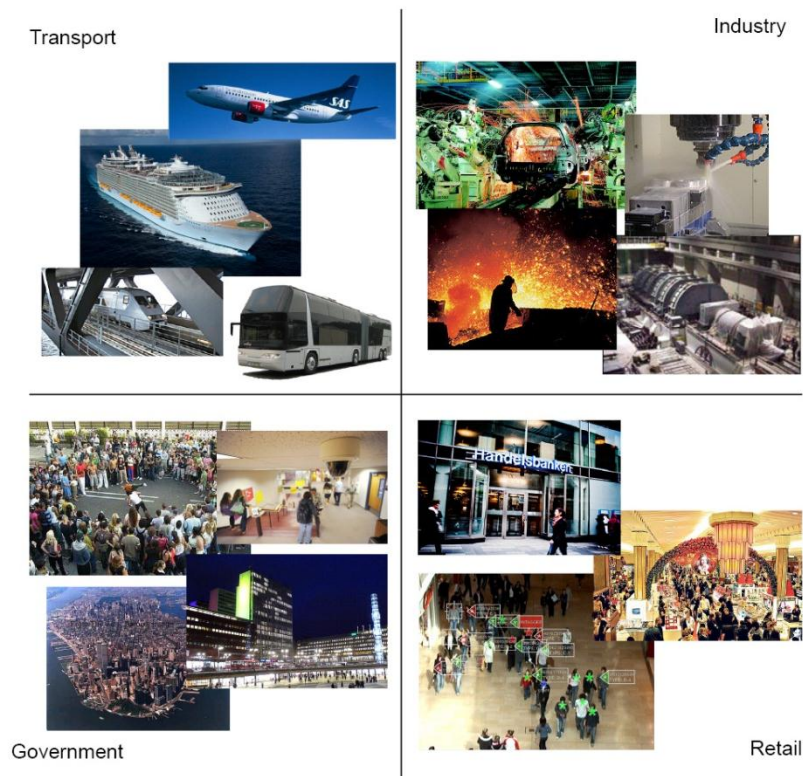 Transport
Industry
SAS
Handelsbanken
Government
Retail